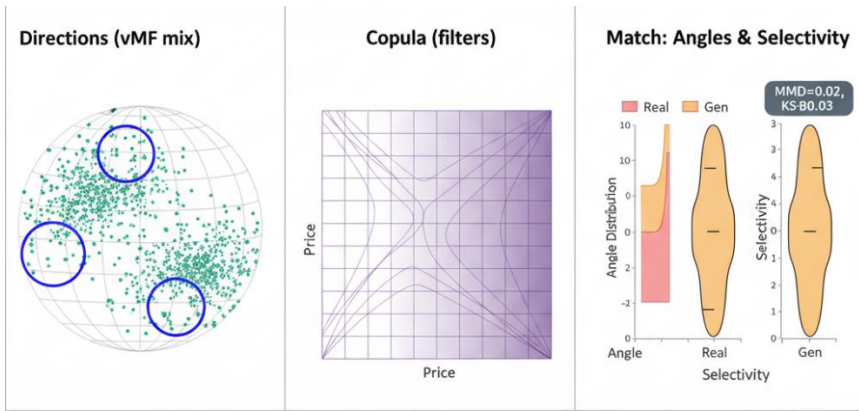 Directions (vMF mix)
Copula (filters)
Price
Price
Match: Angles & Selectivity
MMD=0.02,
KS-B0.03
Real
Gen
Angle Distribution
10
10
0
0
2
-2
0
Angle
Real
Selectivity
3
3
4
4
0
1
2
1
0
Gen
Selectivity